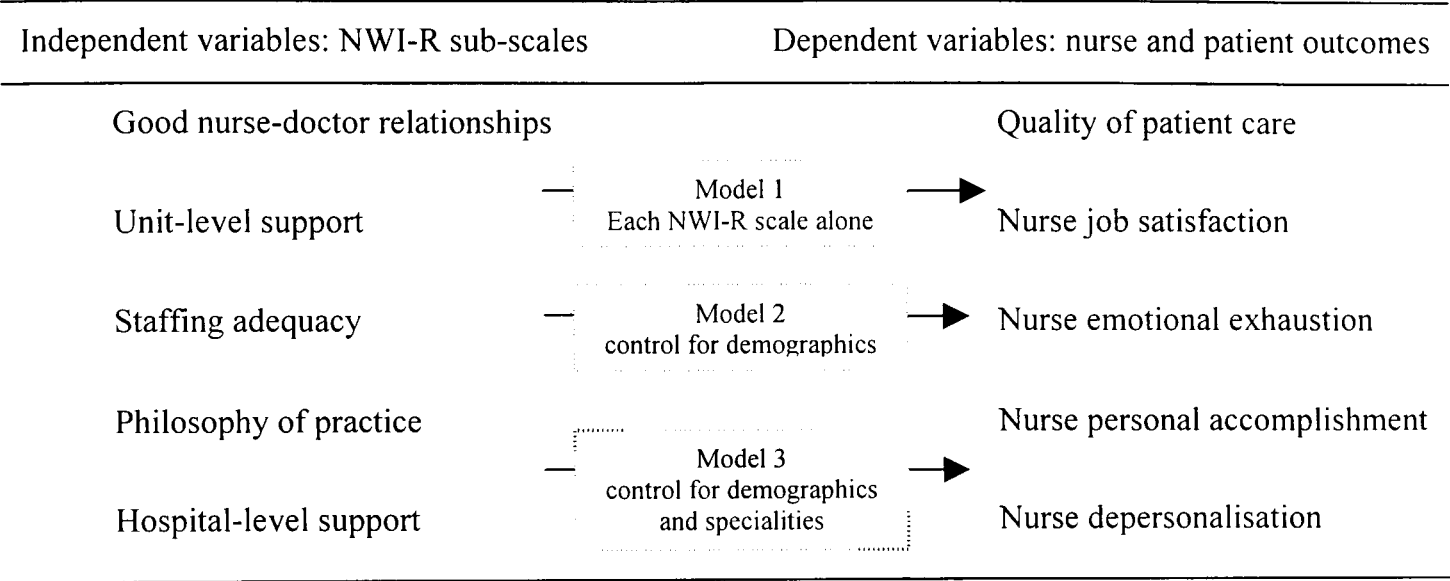 Independent variables: NWI-R sub-scales
Dependent variables: nurse and patient outcomes
Good nurse-doctor relationships
Quality of patient care
Model 1
Each NWI-R scale alone
Unit-level support
Nurse job satisfaction
Staffing adequacy
Model 2
control for demographics
Nurse emotional exhaustion
Philosophy of practice
Nurse personal accomplishment
Model 3
control for demographics
and specialities
Hospital-level support
Nurse depersonalisation